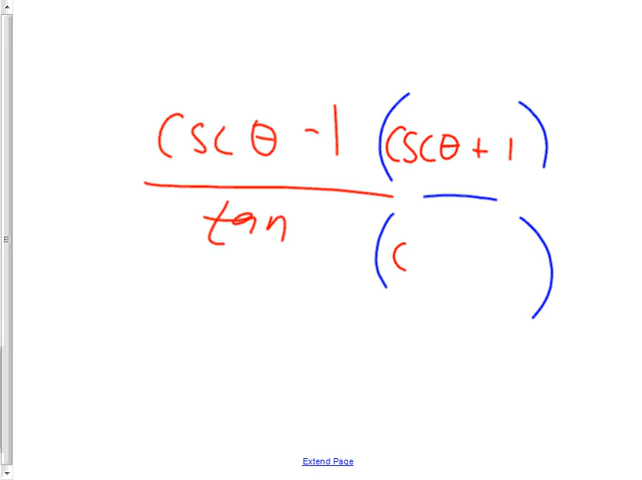 cscθ - 1 (cscθ + 1)
tan (c )
Extend Page